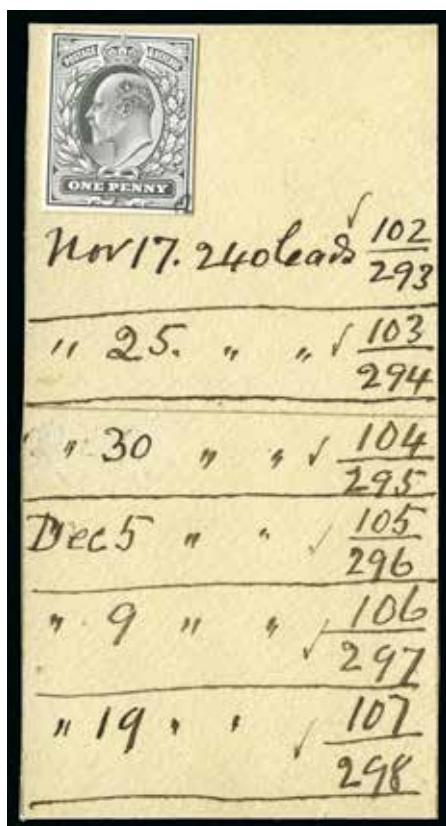 POSTAGE & REVENUE
ONE PENNY
Nov 17. 240 leads ✓ 102/293
" 25. " " ✓ 103/294
" 30 " " ✓ 104/295
Dec 5 " " ✓ 105/296
" 9 " " ✓ 106/297
" 19 " " ✓ 107/298